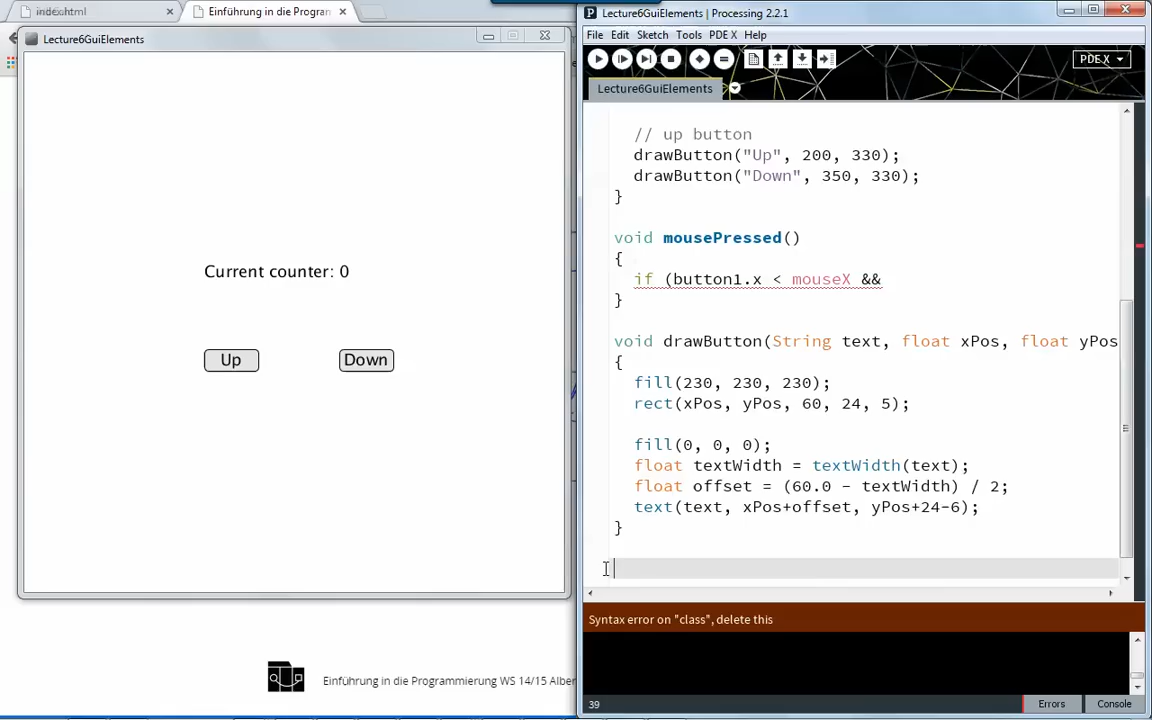 index.html
Einführung in die Program
Lecture6GuiElements
Current counter: 0
Up
Down
Einführung in die Programmierung WS 14/15 Alber
Lecture6GuiElements | Processing 2.2.1
File Edit Sketch Tools PDE X Help
PDE X
Lecture6GuiElements
// up button
drawButton("Up", 200, 330);
drawButton("Down", 350, 330);
}
void mousePressed()
{
if (button1.x < mouseX &&
}
void drawButton(String text, float xPos, float yPos
{
fill(230, 230, 230);
rect(xPos, yPos, 60, 24, 5);
fill(0, 0, 0);
float textWidth = textWidth(text);
float offset = (60.0 - textWidth) / 2;
text(text, xPos+offset, yPos+24-6);
}
Syntax error on "class", delete this
39
Errors
Console